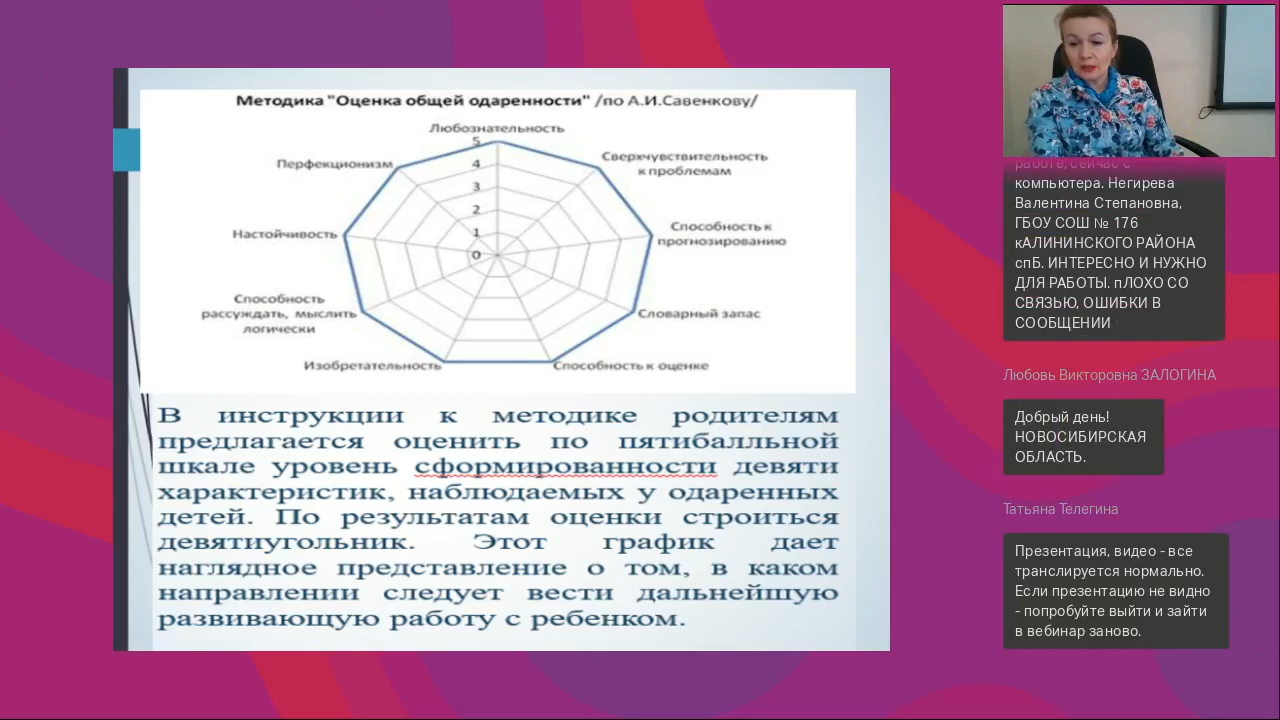 Методика "Оценка общей одаренности" /по А.И.Савенкову/
Любознательность
Сверхчувствительность
к проблемам
Способность к
прогнозированию
Словарный запас
Способность к оценке
Изобретательность
Способность
рассуждать, мыслить
логически
Настойчивость
Перфекционизм
5
4
3
2
1
0
В инструкции к методике родителям
предлагается оценить по пятибалльной
шкале уровень сформированности девяти
характеристик, наблюдаемых у одаренных
детей. По результатам оценки строиться
девятиугольник. Этот график дает
наглядное представление о том, в каком
направлении следует вести дальнейшую
развивающую работу с ребенком.
работе, сейчас с
компьютера. Негирева
Валентина Степановна,
ГБОУ СОШ № 176
кАЛИНИНСКОГО РАЙОНА
спБ. ИНТЕРЕСНО И НУЖНО
ДЛЯ РАБОТЫ. пЛОХО СО
СВЯЗЬЮ, ОШИБКИ В
СООБЩЕНИИ
Любовь Викторовна ЗАЛОГИНА
Добрый день!
НОВОСИБИРСКАЯ
ОБЛАСТЬ.
Татьяна Телегина
Презентация, видео - все
транслируется нормально.
Если презентацию не видно
- попробуйте выйти и зайти
в вебинар заново.